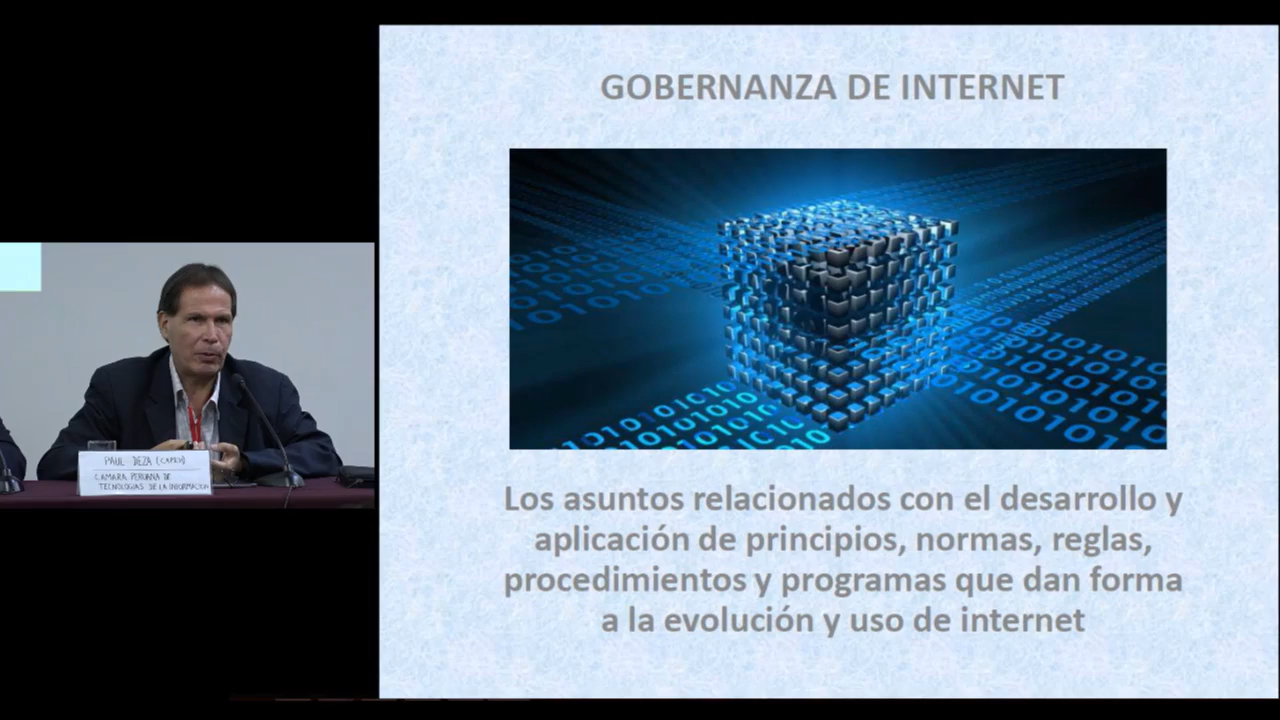 GOBERNANZA DE INTERNET
Los asuntos relacionados con el desarrollo y
aplicación de principios, normas, reglas,
procedimientos y programas que dan forma
a la evolución y uso de internet
PAUL DEZA (CAPETI)
CAMARA PERUANA DE
TECNOLOGIAS DE LA INFORMACION